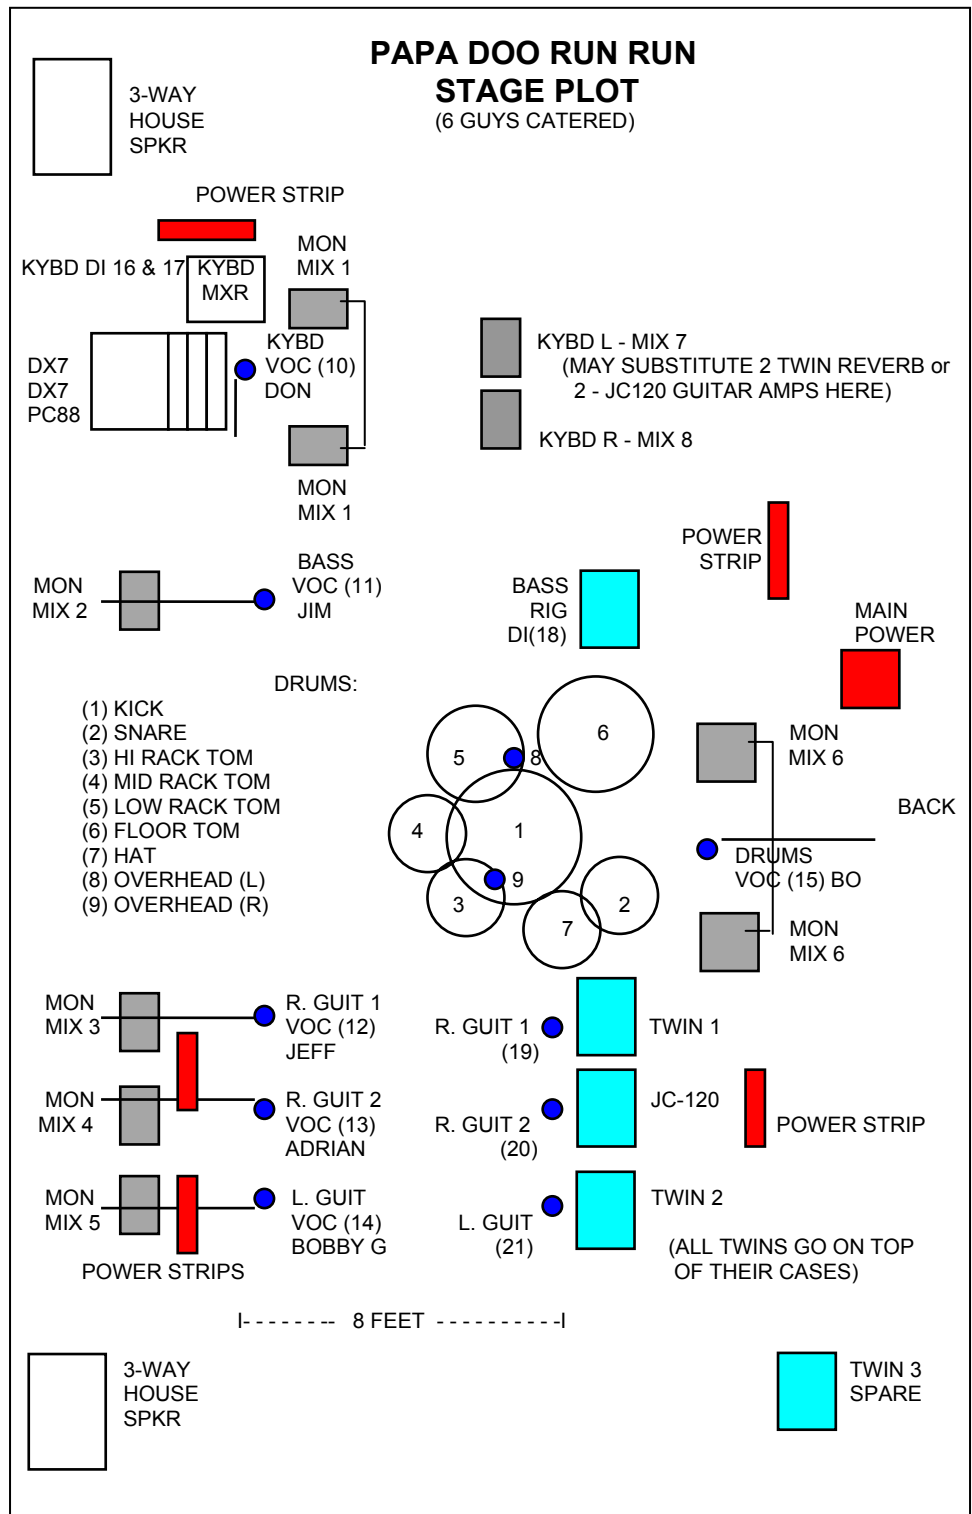 PAPA DOO RUN RUN
STAGE PLOT
(6 GUYS CATERED)
3-WAY
HOUSE
SPKR
POWER STRIP
KYBD DI 16 & 17
KYBD
MXR
MON
MIX 1
DX7
DX7
PC88
KYBD
VOC (10)
DON
MON
MIX 1
KYBD L - MIX 7
(MAY SUBSTITUTE 2 TWIN REVERB or
2 - JC120 GUITAR AMPS HERE)
KYBD R - MIX 8
POWER
STRIP
MON
MIX 2
BASS
VOC (11)
JIM
BASS
RIG
DI(18)
MAIN
POWER
DRUMS:
(1) KICK
(2) SNARE
(3) HI RACK TOM
(4) MID RACK TOM
(5) LOW RACK TOM
(6) FLOOR TOM
(7) HAT
(8) OVERHEAD (L)
(9) OVERHEAD (R)
6
5
8
4
1
9
3
2
7
MON
MIX 6
BACK
DRUMS
VOC (15) BO
MON
MIX 6
MON
MIX 3
R. GUIT 1
VOC (12)
JEFF
R. GUIT 1
(19)
TWIN 1
MON
MIX 4
R. GUIT 2
VOC (13)
ADRIAN
R. GUIT 2
(20)
JC-120
POWER STRIP
MON
MIX 5
L. GUIT
VOC (14)
BOBBY G
L. GUIT
(21)
TWIN 2
POWER STRIPS
(ALL TWINS GO ON TOP
OF THEIR CASES)
I- - - - - - -- 8 FEET - - - - - - - - - -I
3-WAY
HOUSE
SPKR
TWIN 3
SPARE